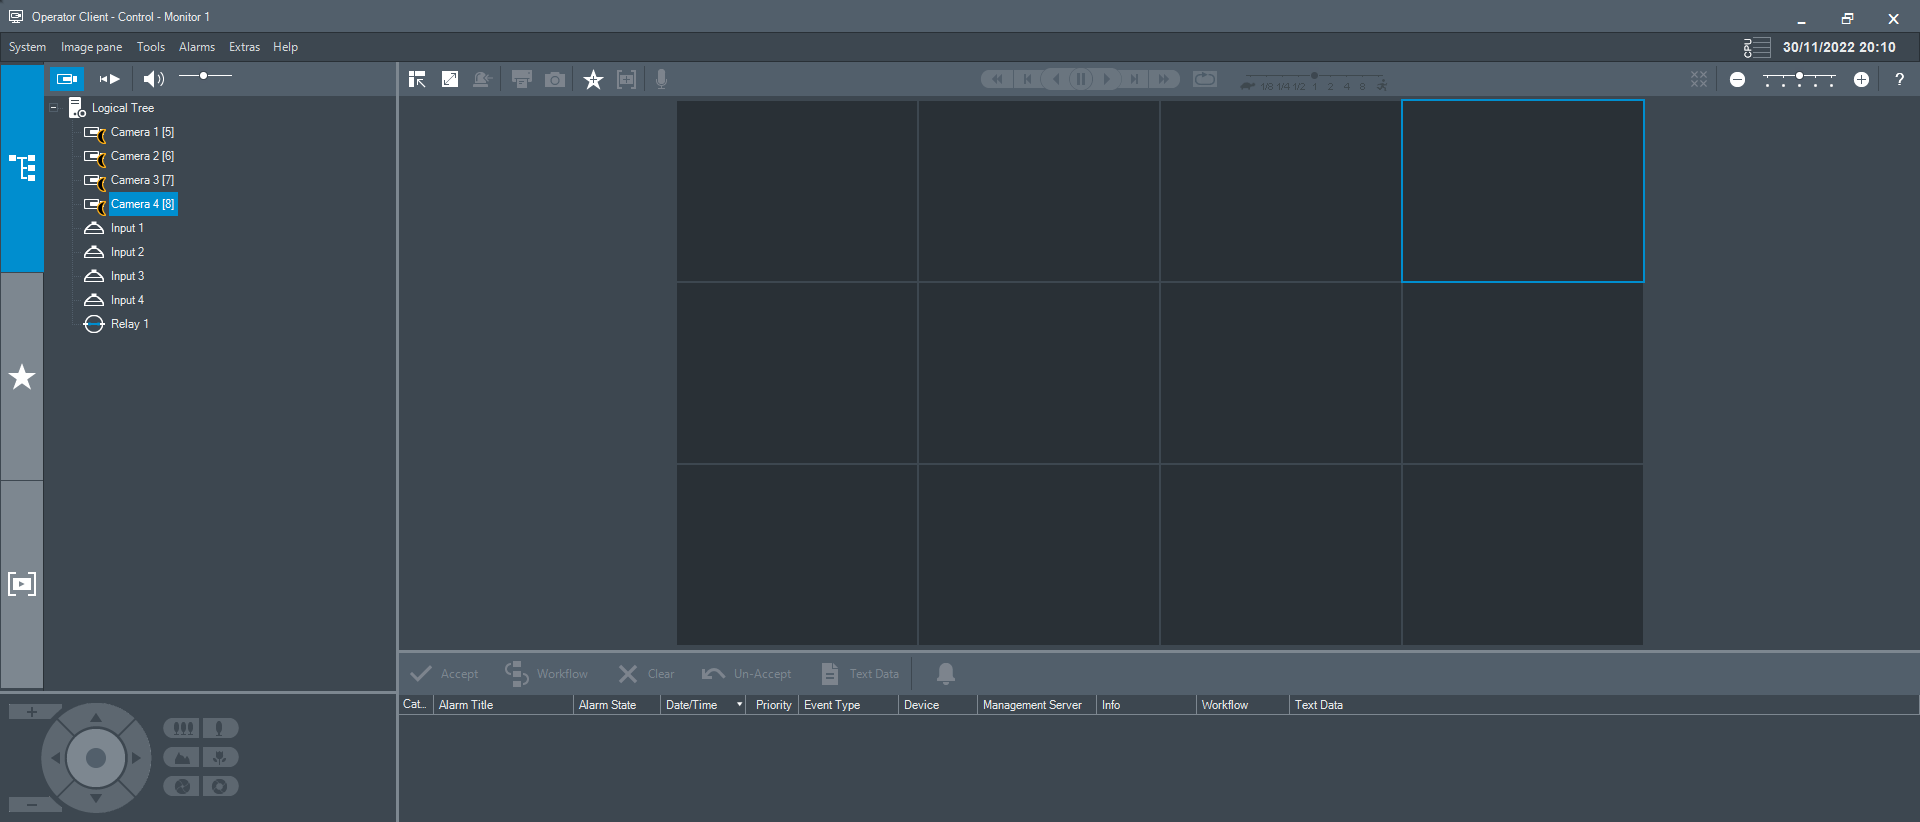 Operator Client - Control - Monitor 1
System Image pane Tools Alarms Extras Help
CPU 30/11/2022 20:10
1/8 1/4 1/2 1 2 4 8
?
Logical Tree
Camera 1 [5]
Camera 2 [6]
Camera 3 [7]
Camera 4 [8]
Input 1
Input 2
Input 3
Input 4
Relay 1
Accept Workflow Clear Un-Accept Text Data
Cat... Alarm Title Alarm State Date/Time Priority Event Type Device Management Server Info Workflow Text Data